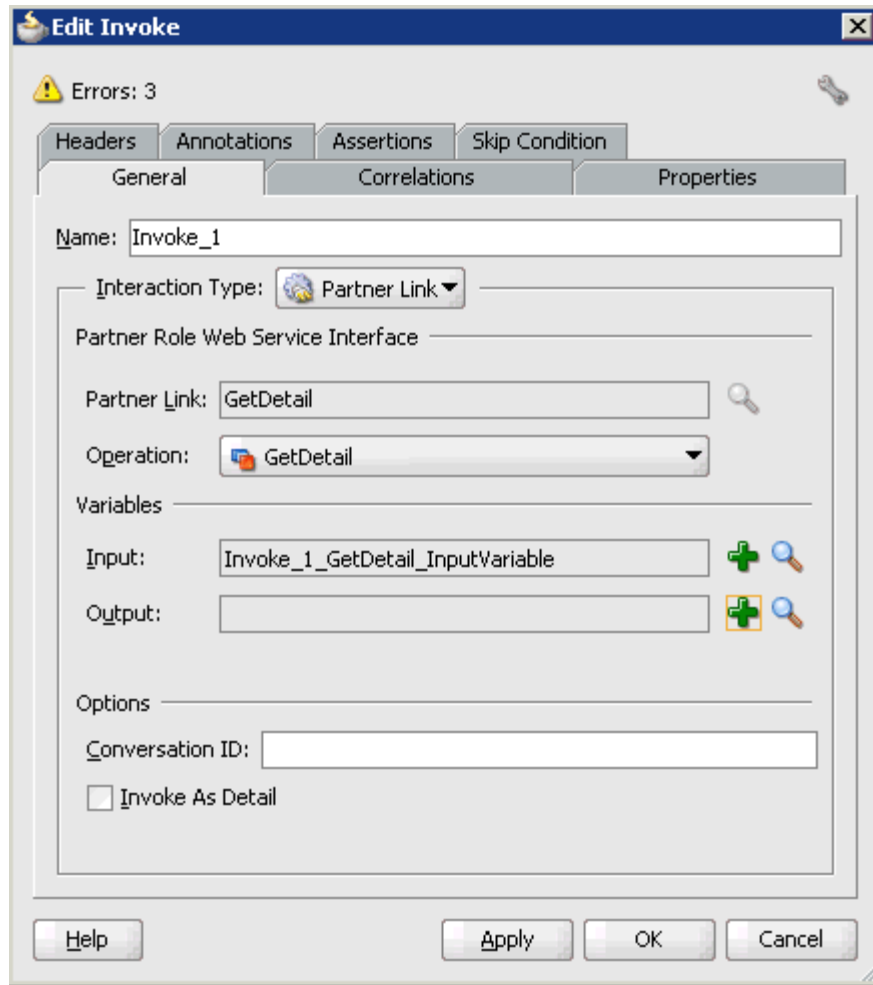 Edit Invoke
Errors: 3
Headers Annotations Assertions Skip Condition
General Correlations Properties
Name: Invoke_1
Interaction Type: Partner Link
Partner Role Web Service Interface
Partner Link: GetDetail
Operation: GetDetail
Variables
Input: Invoke_1_GetDetail_InputVariable
Output:
Options
Conversation ID:
Invoke As Detail
Help Apply OK Cancel